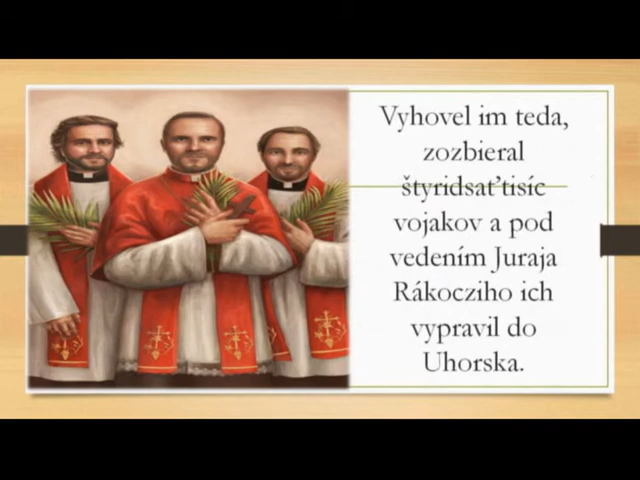 Vyhovel im teda,
zozbieral
štyridsaťtisíc
vojakov a pod
vedením Juraja
Rákocziho ich
vypravil do
Uhorska.